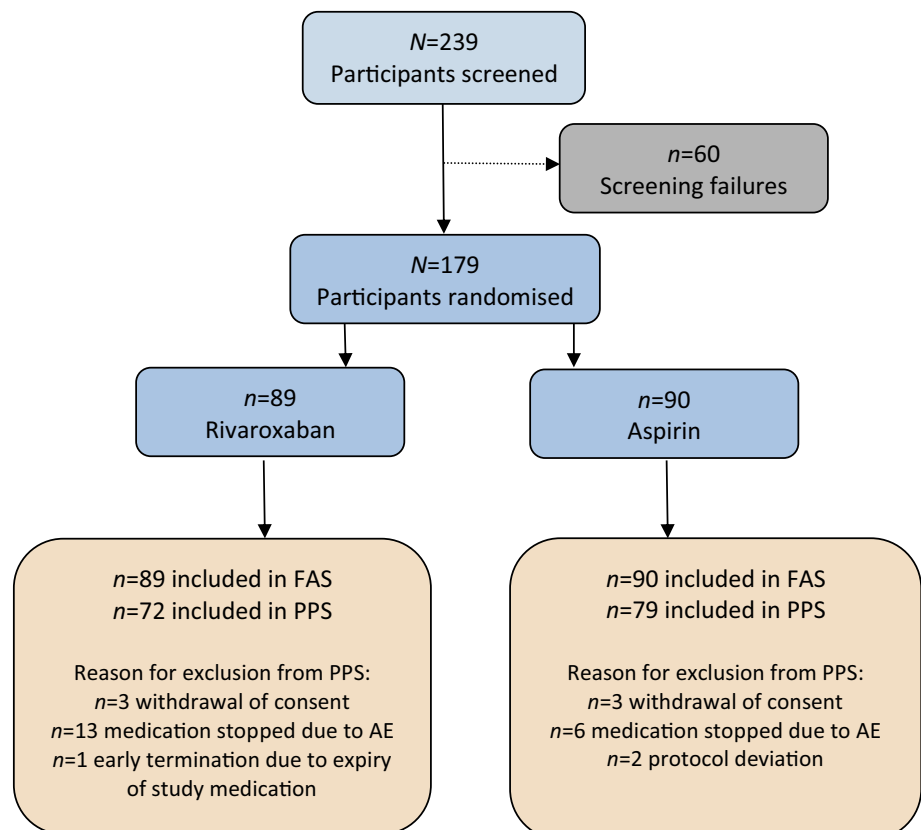 N=239
Participants screened
n=60
Screening failures
N=179
Participants randomised
n=89
Rivaroxaban
n=90
Aspirin
n=89 included in FAS
n=72 included in PPS
Reason for exclusion from PPS:
n=3 withdrawal of consent
n=13 medication stopped due to AE
n=1 early termination due to expiry
of study medication
n=90 included in FAS
n=79 included in PPS
Reason for exclusion from PPS:
n=3 withdrawal of consent
n=6 medication stopped due to AE
n=2 protocol deviation